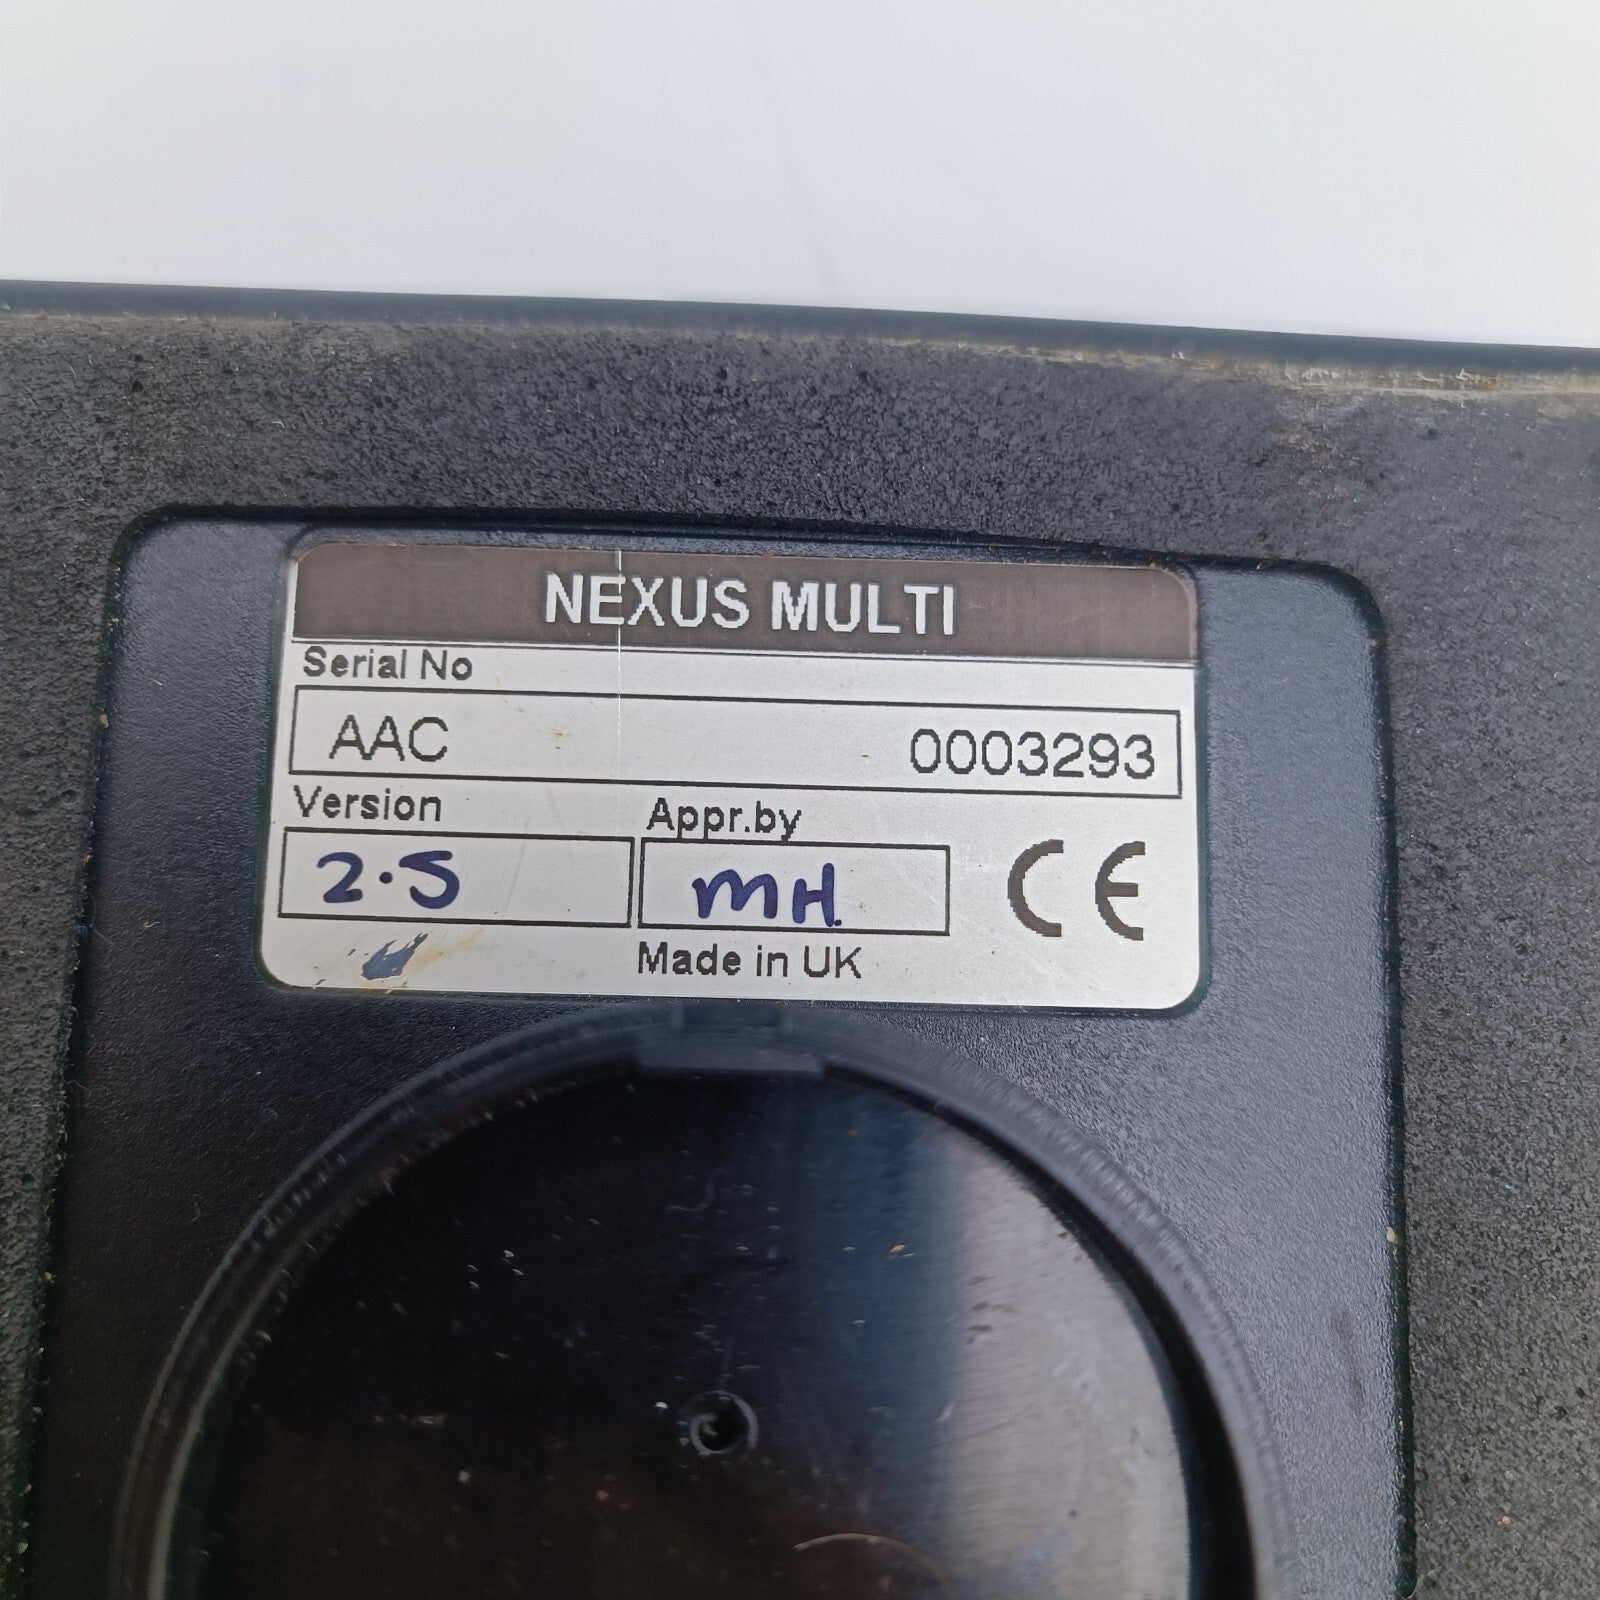 NEXUS MULTI
Serial No
AAC 0003293
Version Appr.by
2.5 MH. CE
Made in UK